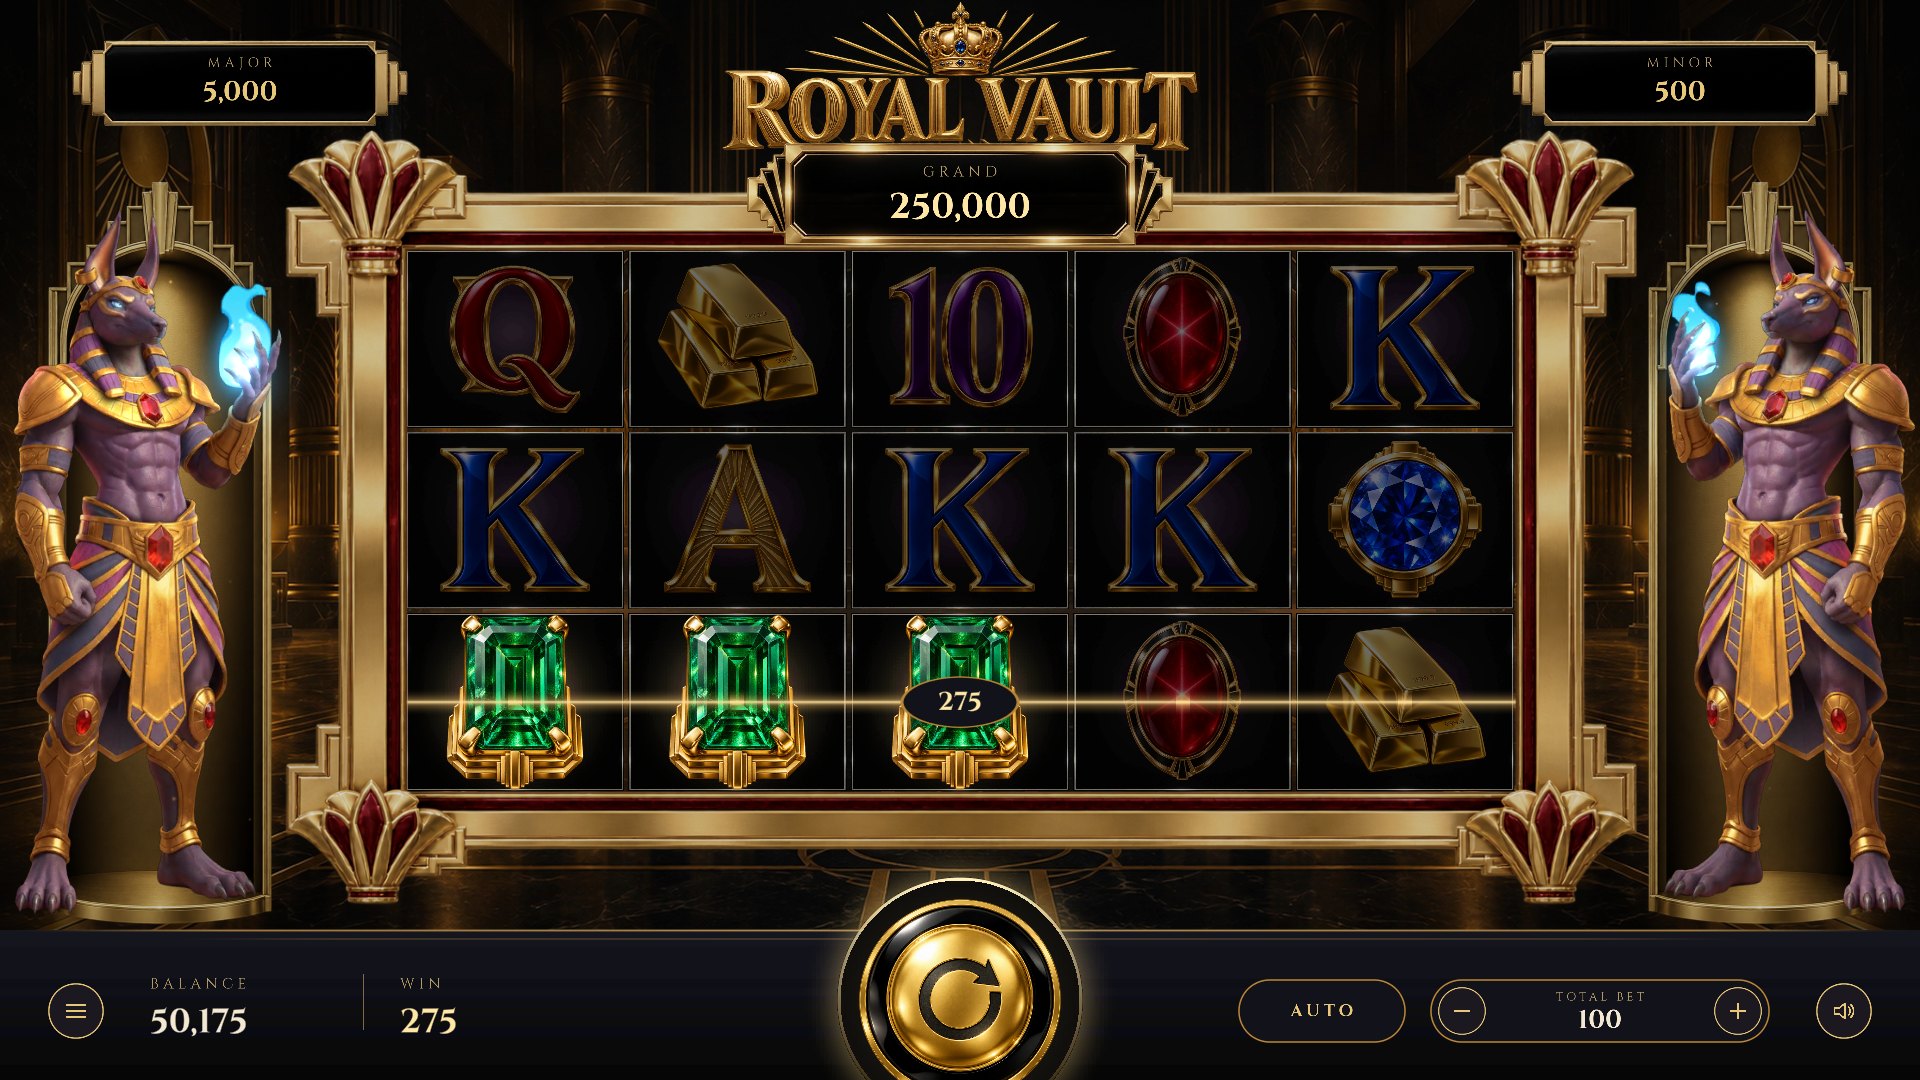 MAJOR
5,000
ROYAL VAULT
MINOR
500
GRAND
250,000
Q
10
K
K
A
K
K
275
BALANCE
50,175
WIN
275
AUTO
TOTAL BET
100